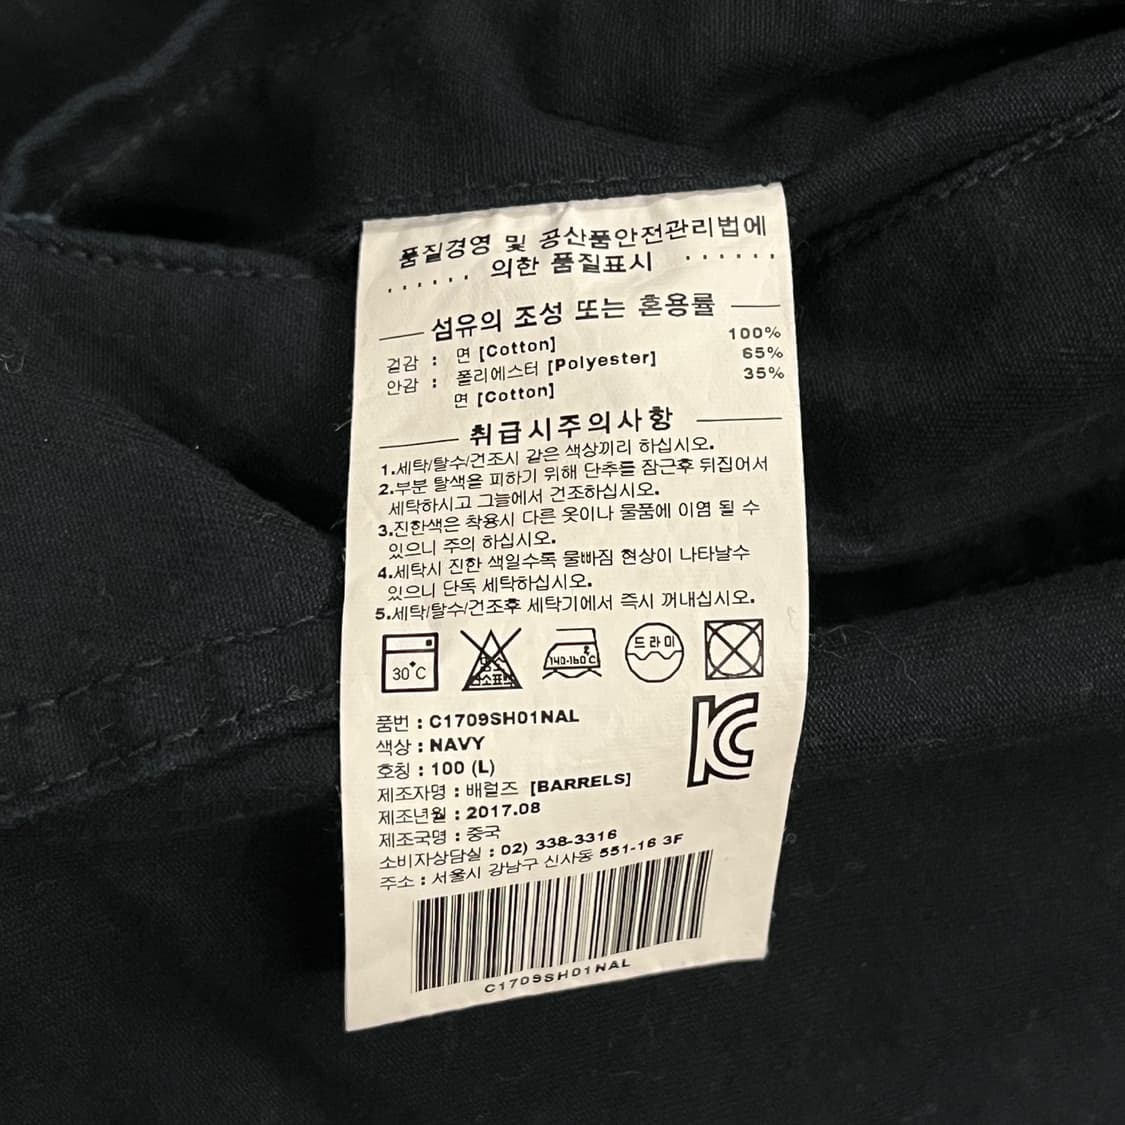 품질경영 및 공산품안전관리법에
의한 품질표시
섬유의 조성 또는 혼용률
겉감 : 면 [Cotton] 100%
안감 : 폴리에스터 [Polyester] 65%
면 [Cotton] 35%
취급시주의사항
1.세탁/탈수/건조시 같은 색상끼리 하십시오.
2.부분 탈색을 피하기 위해 단추를 잠근후 뒤집어서
세탁하시고 그늘에서 건조하십시오.
3.진한색은 착용시 다른 옷이나 물품에 이염 될 수
있으니 주의 하십시오.
4.세탁시 진한 색일수록 물빠짐 현상이 나타날수
있으니 단독 세탁하십시오.
5.세탁/탈수/건조후 세탁기에서 즉시 꺼내십시오.
30°C 염소 산소표백 2 140-160°C 드라이
품번 : C1709SH01NAL
색상 : NAVY
호칭 : 100 (L)
제조자명 : 배럴즈 [BARRELS]
제조년월 : 2017.08
제조국명 : 중국
소비자상담실 : 02) 338-3316
주소 : 서울시 강남구 신사동 551-16 3F
C1709SH01NAL